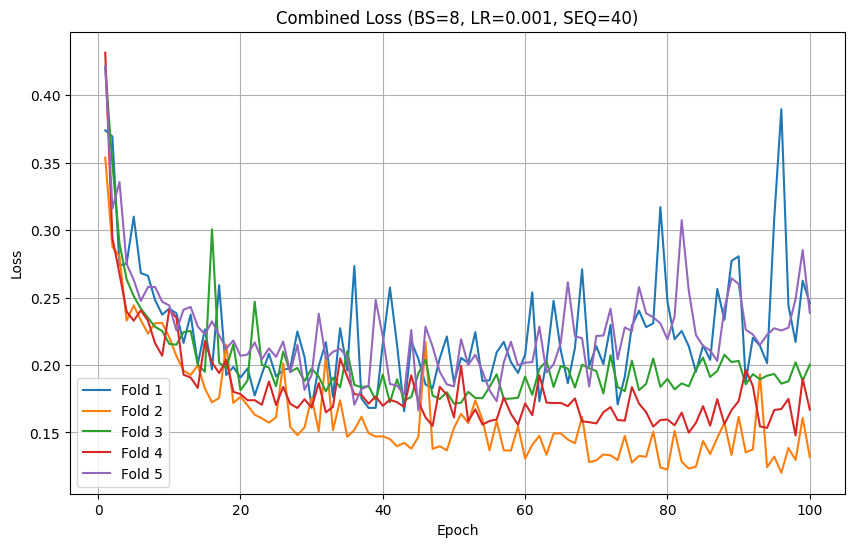 Combined Loss (BS=8, LR=0.001, SEQ=40)
Loss
0.40
0.35
0.30
0.25
0.20
0.15
Fold 1
Fold 2
Fold 3
Fold 4
Fold 5
0
20
40
60
80
100
Epoch